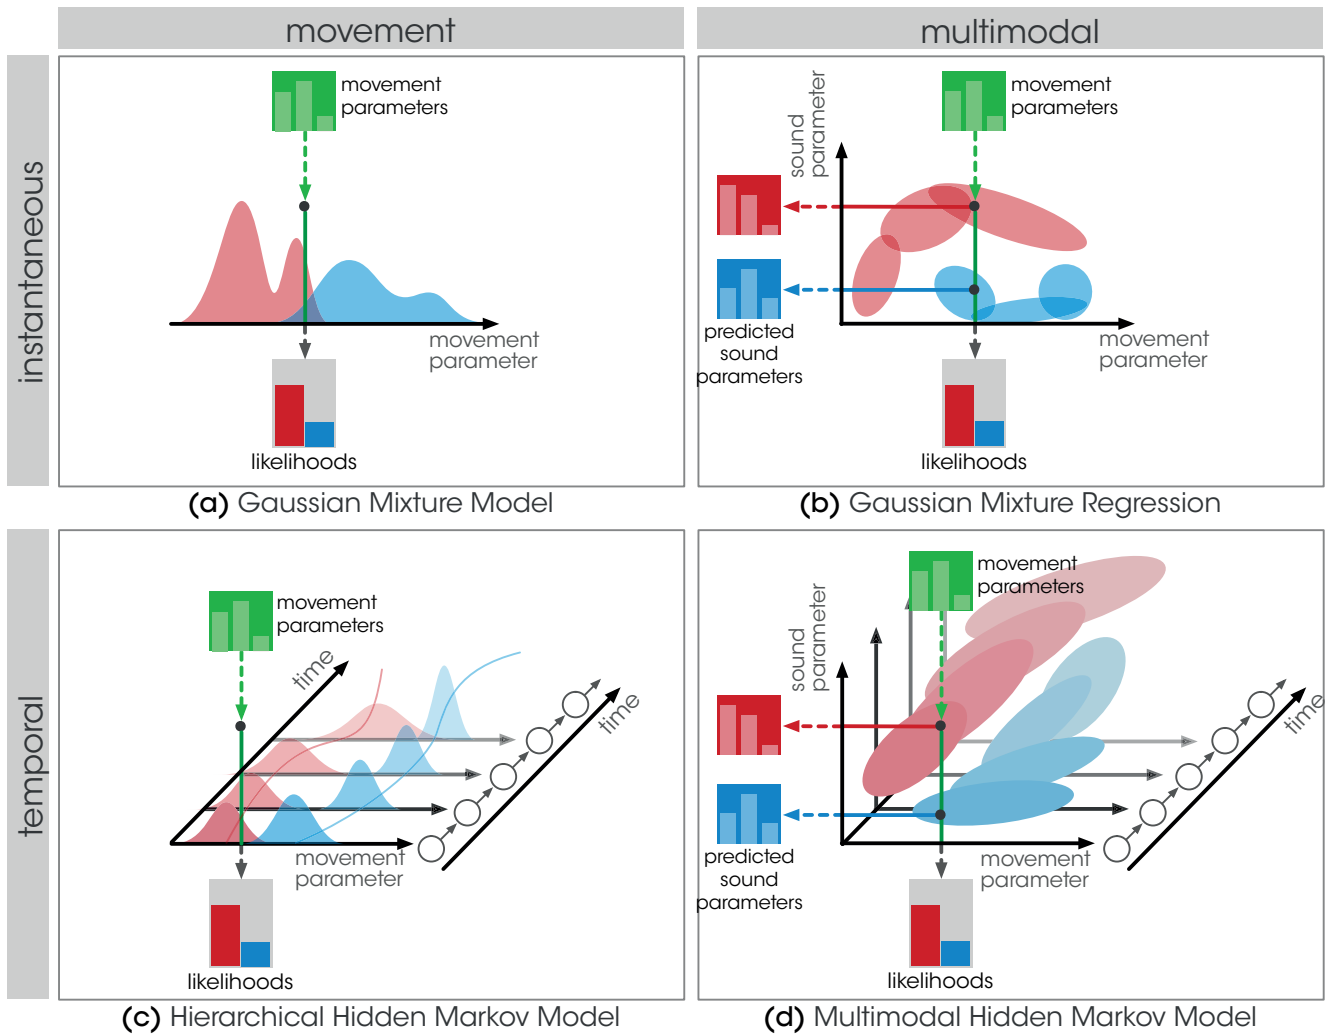 movement
multimodal
instantaneous
movement
parameters
movement
parameter
likelihoods
(a) Gaussian Mixture Model
sound
parameter
movement
parameters
predicted
sound
parameters
movement
parameter
likelihoods
(b) Gaussian Mixture Regression
temporal
movement
parameters
time
time
movement
parameter
likelihoods
(c) Hierarchical Hidden Markov Model
sound
parameter
movement
parameters
time
predicted
sound
parameters
movement
parameter
likelihoods
(d) Multimodal Hidden Markov Model